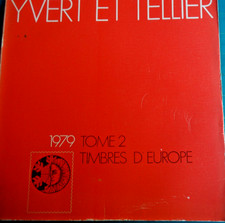 YVERT ET TELLIER
1979 TOME 2
TIMBRES D'EUROPE